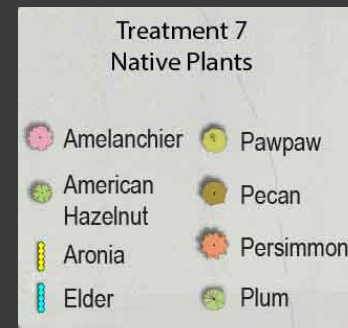 Treatment 7
Native Plants
Amelanchier
American
Hazelnut
Aronia
Elder
Pawpaw
Pecan
Persimmon
Plum